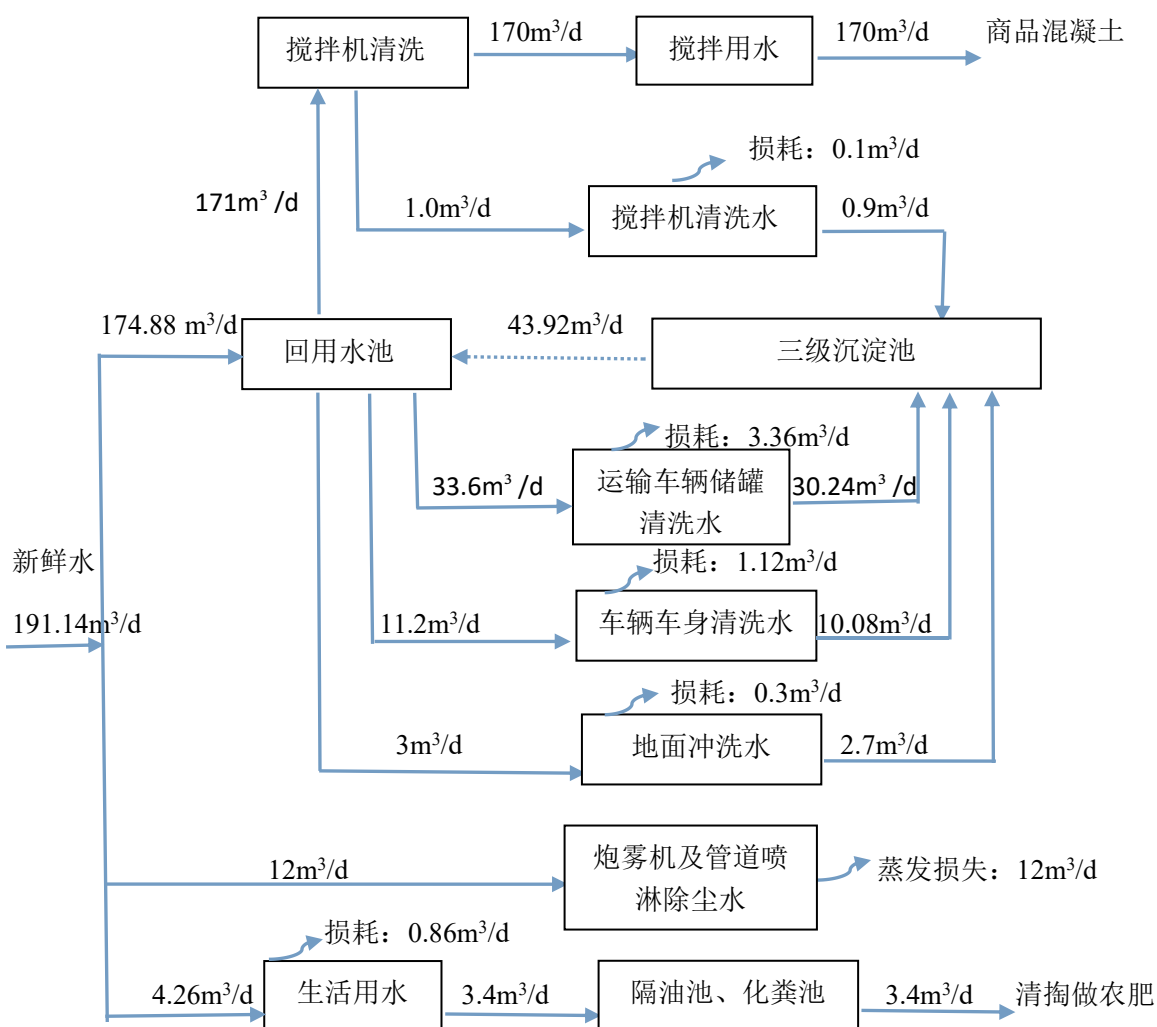 搅拌机清洗
170m³/d
搅拌用水
170m³/d
商品混凝土
损耗：0.1m³/d
171m³ /d
1.0m³/d
搅拌机清洗水
0.9m³/d
174.88 m³/d
回用水池
43.92m³/d
三级沉淀池
损耗：3.36m³/d
33.6m³ /d
运输车辆储罐
清洗水
30.24m³ /d
新鲜水
191.14m³/d
损耗：1.12m³/d
11.2m³/d
车辆车身清洗水
10.08m³/d
损耗：0.3m³/d
3m³/d
地面冲洗水
2.7m³/d
12m³/d
炮雾机及管道喷
淋除尘水
蒸发损失：12m³/d
损耗：0.86m³/d
4.26m³/d
生活用水
3.4m³/d
隔油池、化粪池
3.4m³/d
清掏做农肥